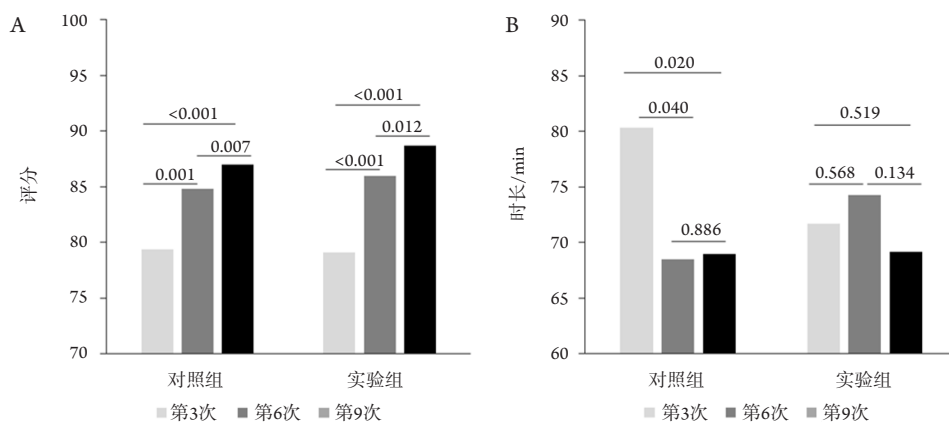 A
100
95
90
85
80
75
70
评分
<0.001
0.001
0.007
<0.001
<0.001
0.012
对照组
实验组
第3次
第6次
第9次
B
90
85
80
75
70
65
60
时长/min
0.020
0.040
0.886
0.519
0.568
0.134
对照组
实验组
第3次
第6次
第9次